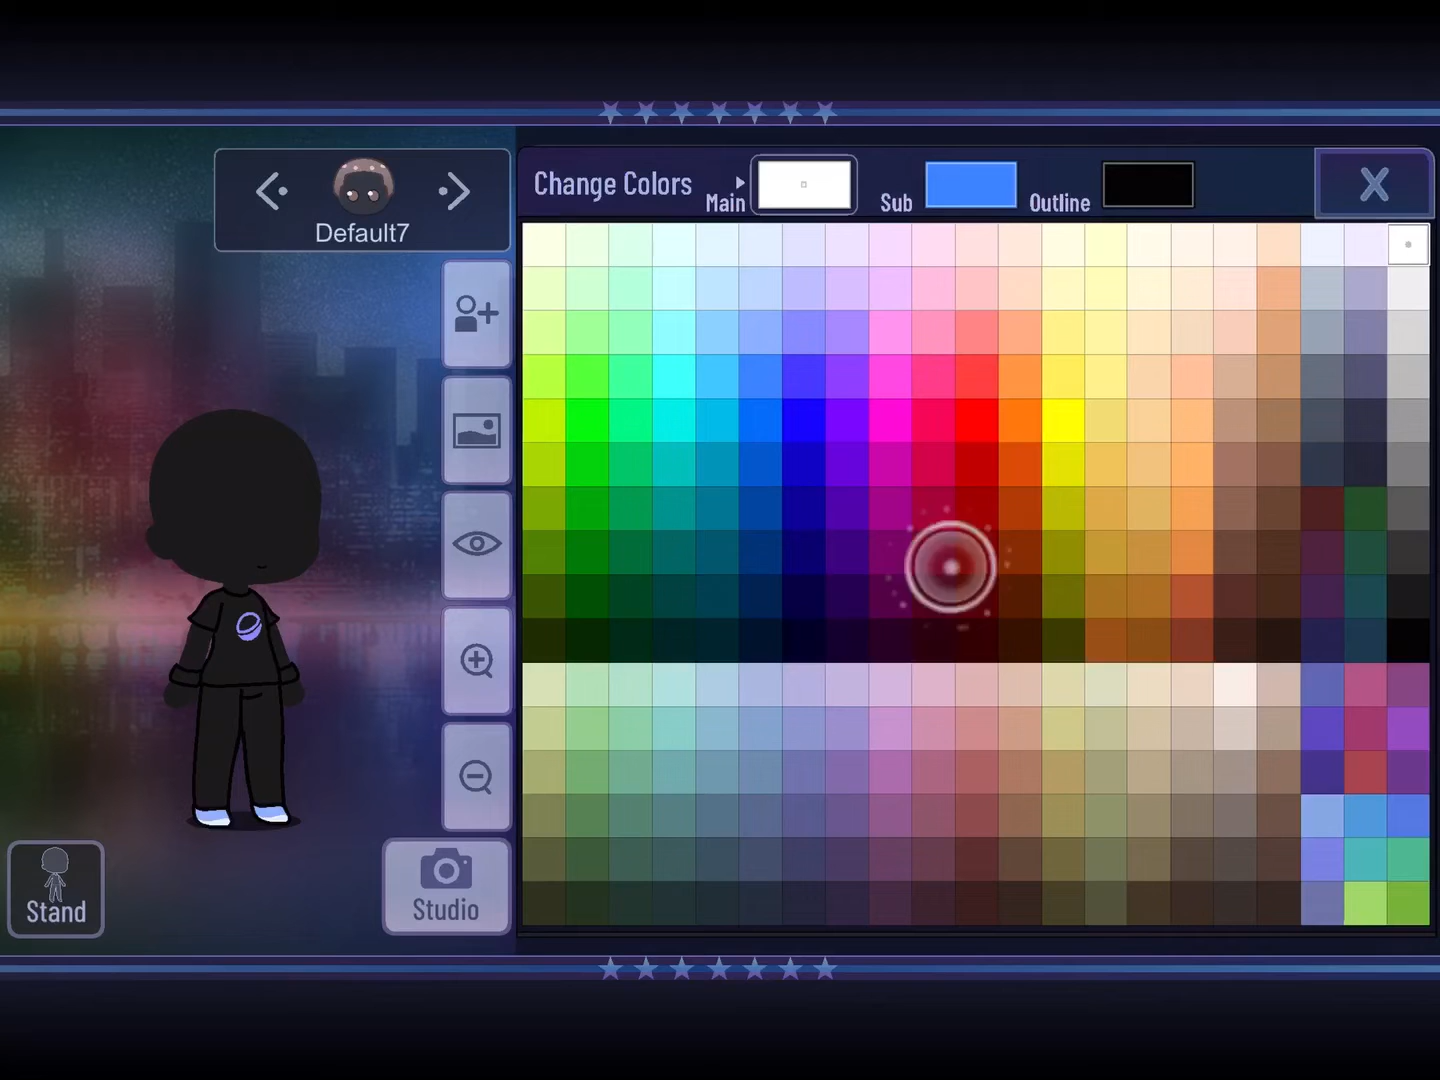 Default7
Change Colors
Main
Sub
Outline
X
Stand
Studio